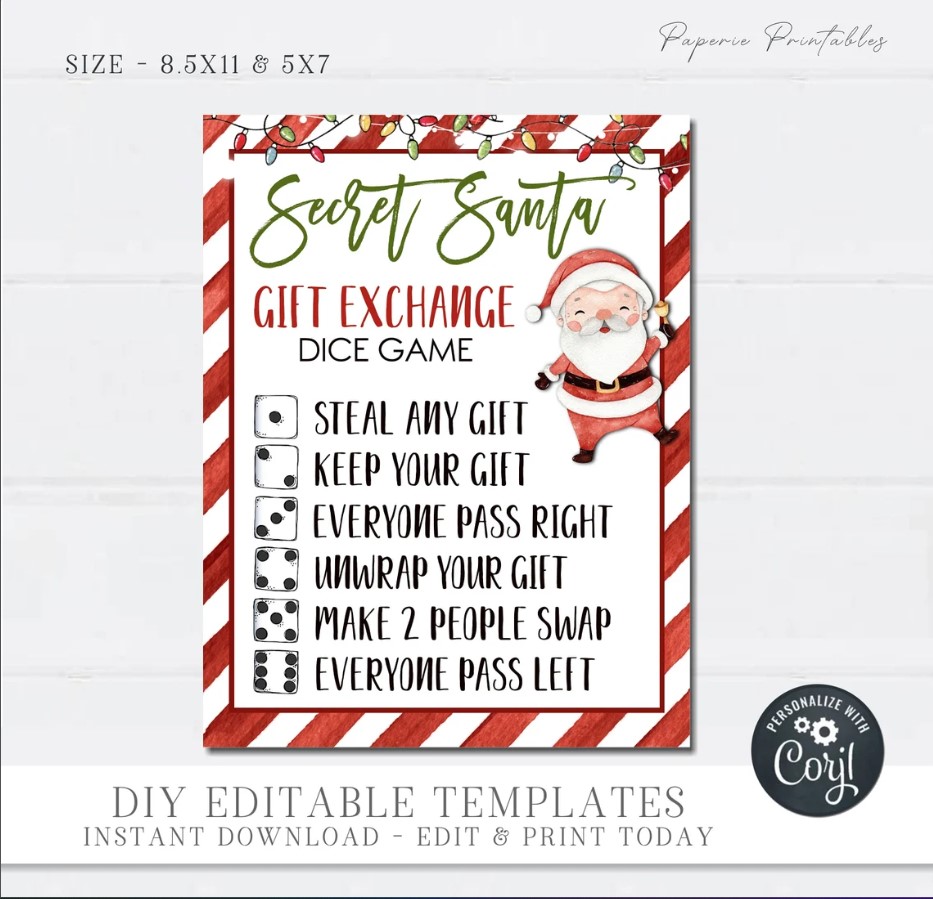 Paperie Printables
SIZE - 8.5X11 & 5X7
Secret Santa
GIFT EXCHANGE
DICE GAME
STEAL ANY GIFT
KEEP YOUR GIFT
EVERYONE PASS RIGHT
UNWRAP YOUR GIFT
MAKE 2 PEOPLE SWAP
EVERYONE PASS LEFT
PERSONALIZE WITH
Corjl
DIY EDITABLE TEMPLATES
INSTANT DOWNLOAD - EDIT & PRINT TODAY